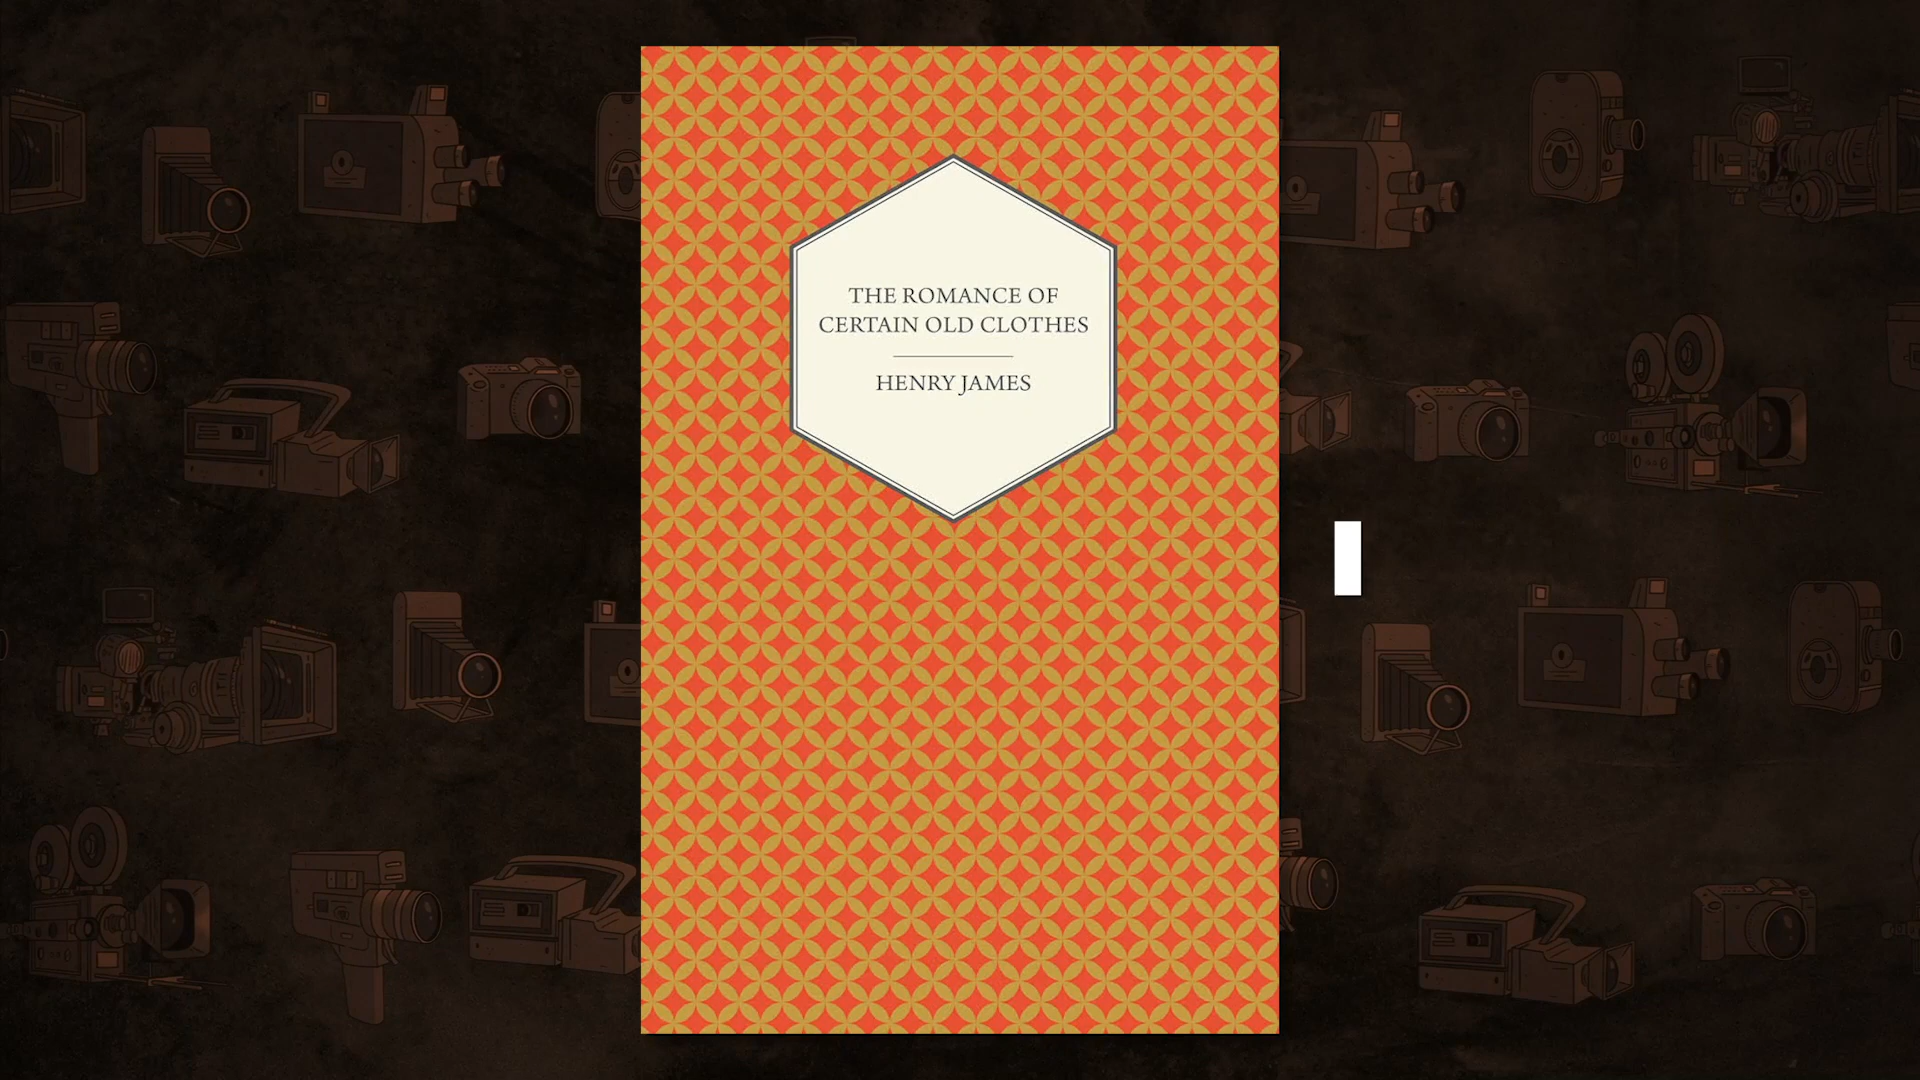 THE ROMANCE OF
CERTAIN OLD CLOTHES
HENRY JAMES